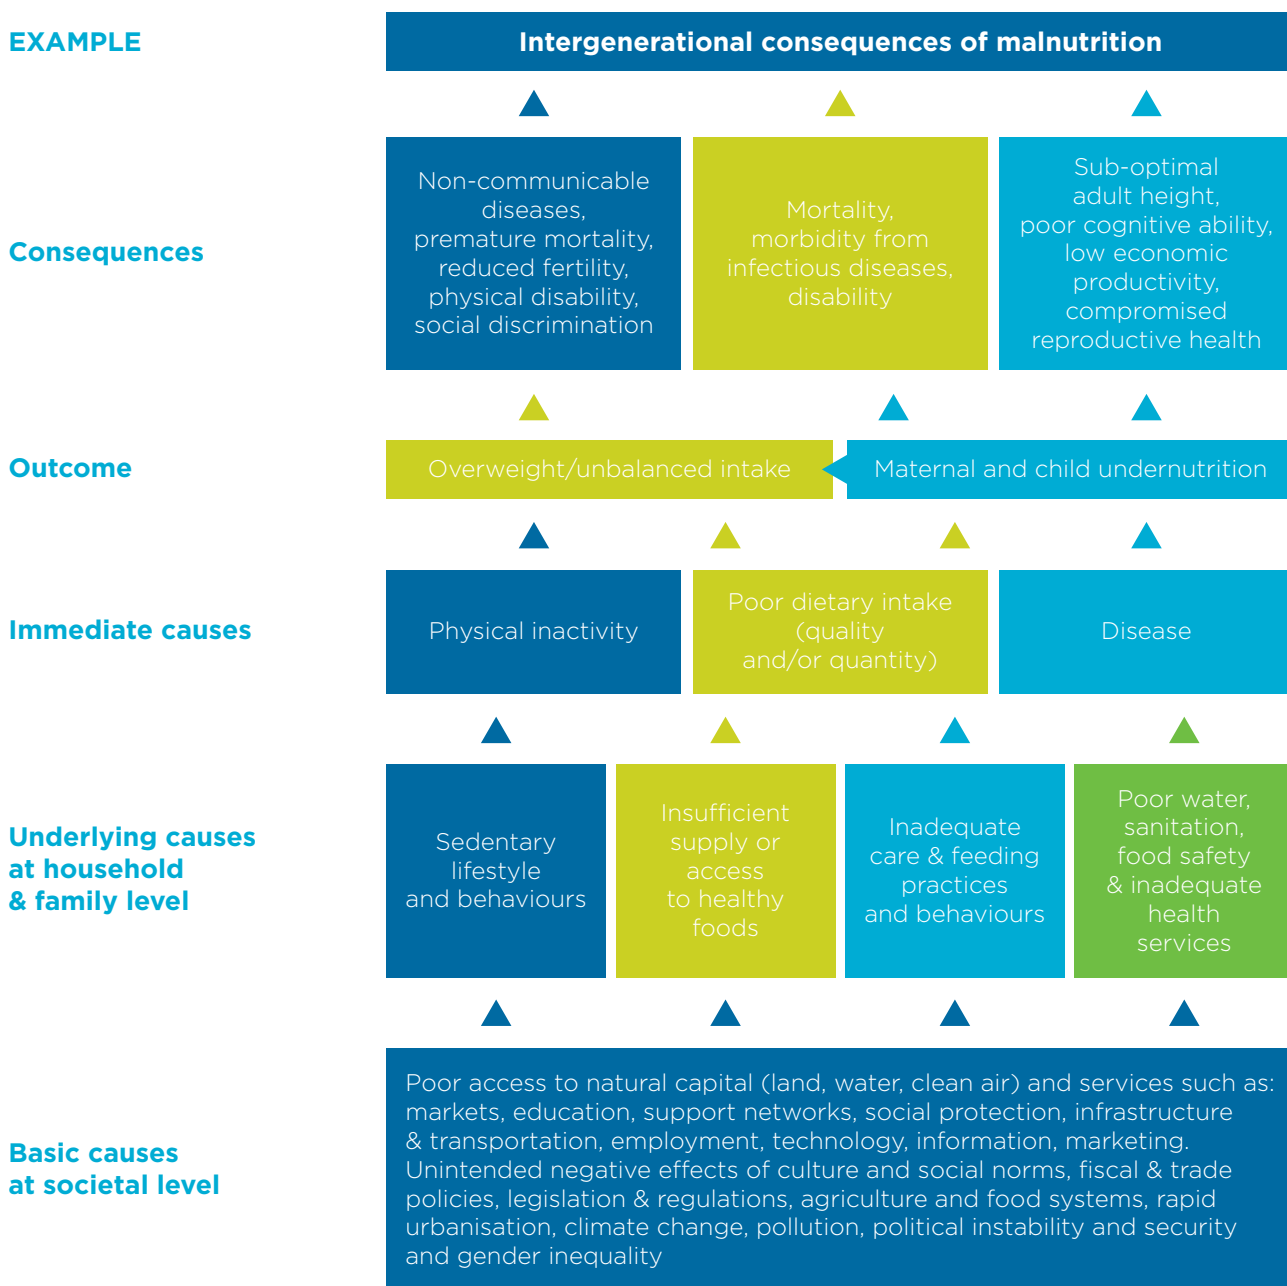 EXAMPLE
Intergenerational consequences of malnutrition
Consequences
Non-communicable
diseases,
premature mortality,
reduced fertility,
physical disability,
social discrimination
Mortality,
morbidity from
infectious diseases,
disability
Sub-optimal
adult height,
poor cognitive ability,
low economic
productivity,
compromised
reproductive health
Outcome
Overweight/unbalanced intake
Maternal and child undernutrition
Immediate causes
Physical inactivity
Poor dietary intake
(quality
and/or quantity)
Disease
Underlying causes
at household
& family level
Sedentary
lifestyle
and behaviours
Insufficient
supply or
access
to healthy
foods
Inadequate
care & feeding
practices
and behaviours
Poor water,
sanitation,
food safety
& inadequate
health
services
Basic causes
at societal level
Poor access to natural capital (land, water, clean air) and services such as:
markets, education, support networks, social protection, infrastructure
& transportation, employment, technology, information, marketing.
Unintended negative effects of culture and social norms, fiscal & trade
policies, legislation & regulations, agriculture and food systems, rapid
urbanisation, climate change, pollution, political instability and security
and gender inequality